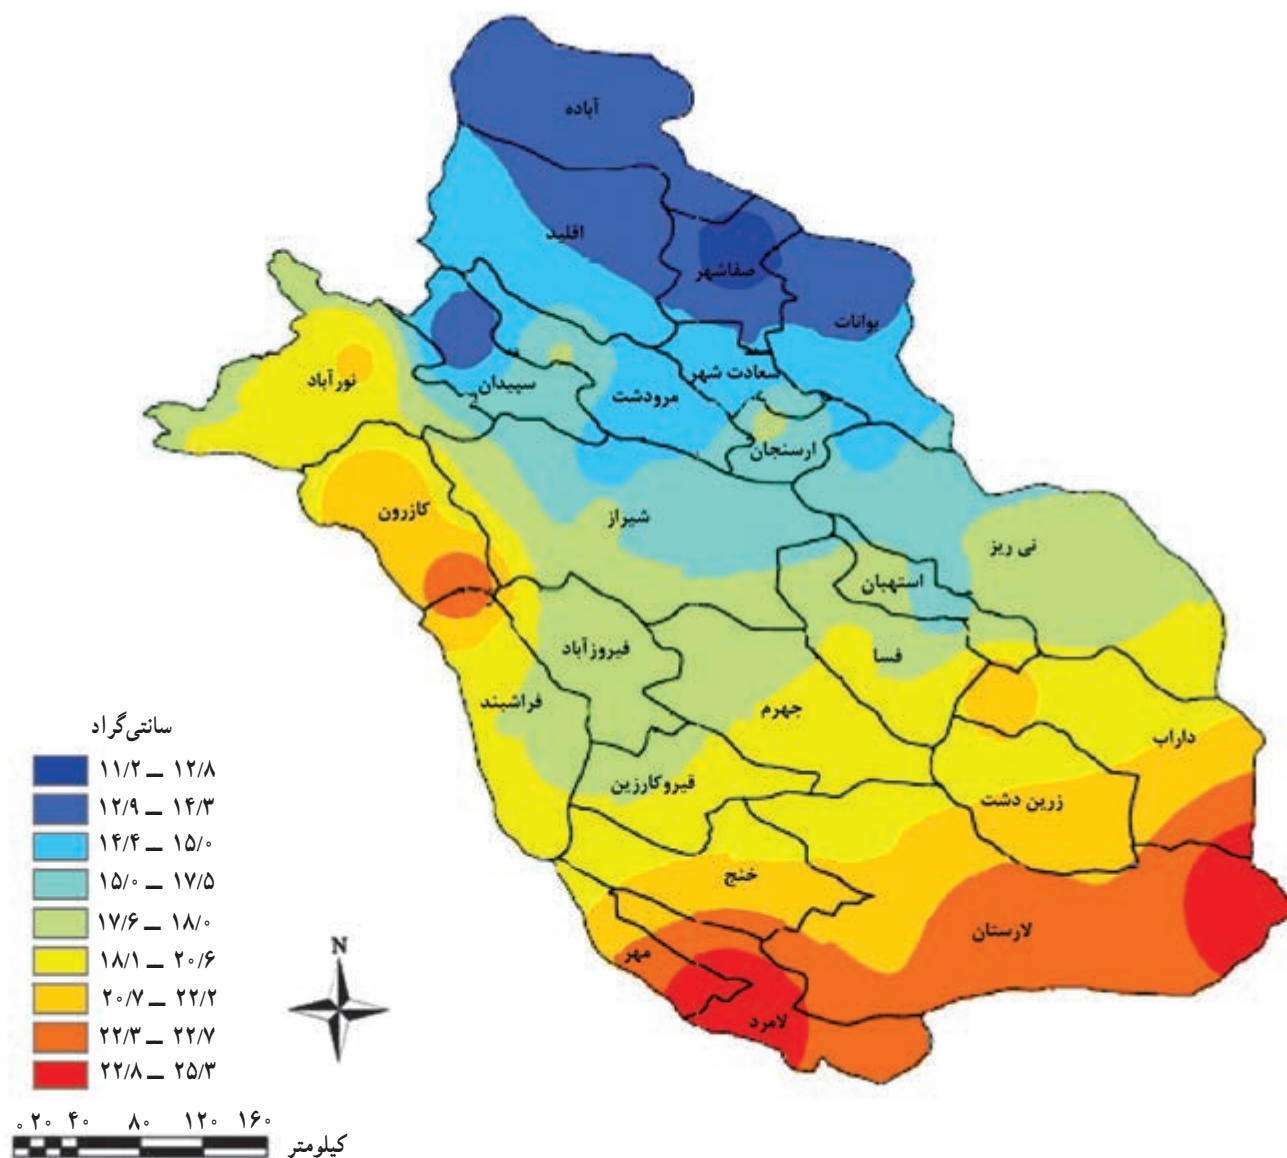 آباده
اقلید
صفاشهر
بوانات
نورآباد
سپیدان
مرودشت
سعادت شهر
ارسنجان
کازرون
شیراز
نی ریز
استهبان
فیروزآباد
فسا
فراشبند
جهرم
داراب
قیروکارزین
زرین دشت
خنج
لارستان
مهر
لامرد
سانتی‌گراد
۱۱/۲ – ۱۲/۸
۱۲/۹ – ۱۴/۳
۱۴/۴ – ۱۵/۰
۱۵/۰ – ۱۷/۵
۱۷/۶ – ۱۸/۰
۱۸/۱ – ۲۰/۶
۲۰/۷ – ۲۲/۲
۲۲/۳ – ۲۲/۷
۲۲/۸ – ۲۵/۳
N
۰ ۲۰ ۴۰ ۸۰ ۱۲۰ ۱۶۰
کیلومتر